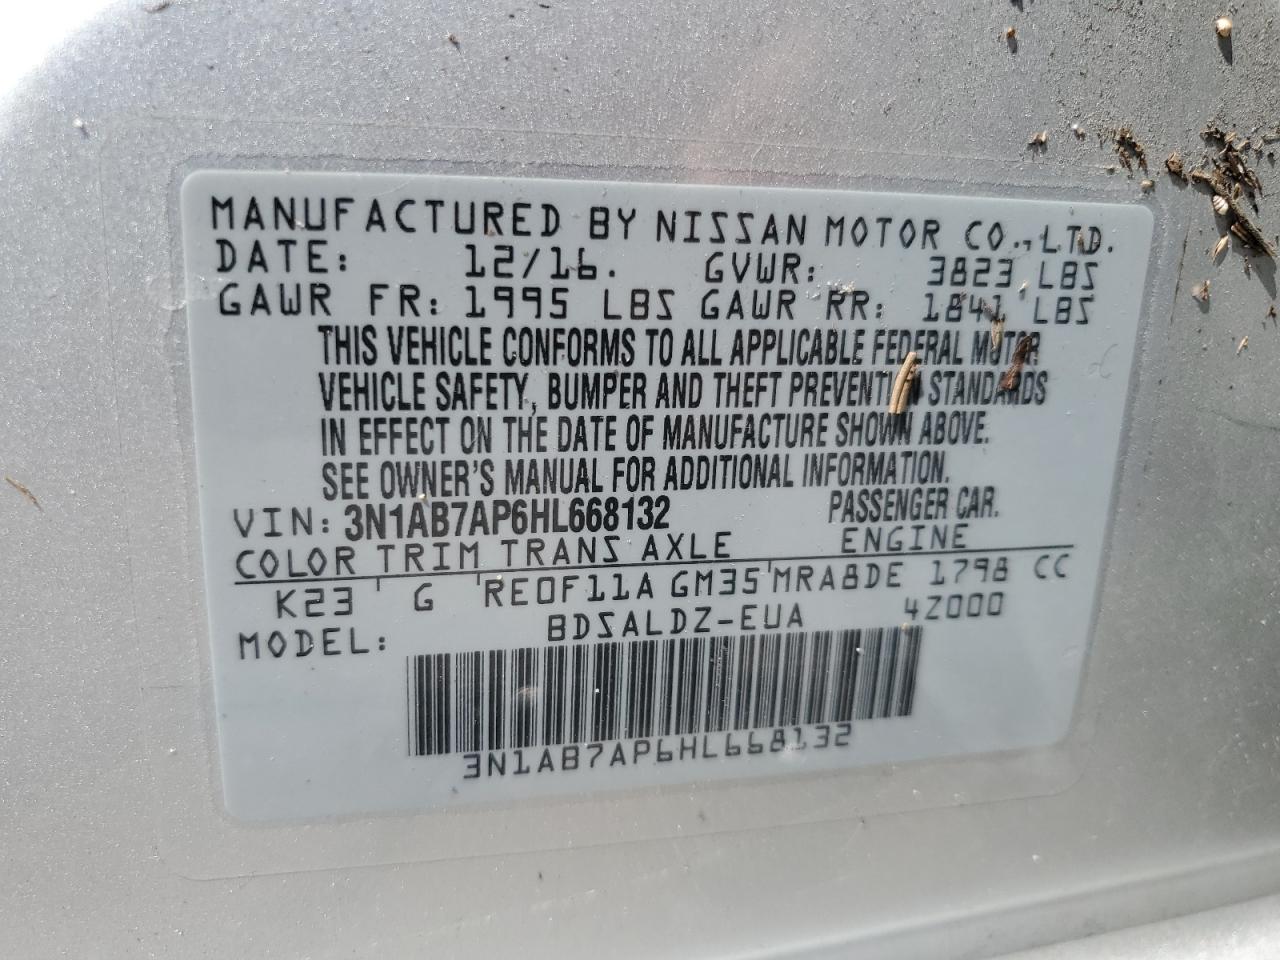 MANUFACTURED BY NISSAN MOTOR CO., LTD.
DATE: 12/16. GVWR: 3823 LBS
GAWR FR: 1995 LBS GAWR RR: 1841 LBS
THIS VEHICLE CONFORMS TO ALL APPLICABLE FEDERAL MOTOR
VEHICLE SAFETY, BUMPER AND THEFT PREVENTION STANDARDS
IN EFFECT ON THE DATE OF MANUFACTURE SHOWN ABOVE.
SEE OWNER'S MANUAL FOR ADDITIONAL INFORMATION.
VIN: 3N1AB7AP6HL668132 PASSENGER CAR.
COLOR TRIM TRANS AXLE ENGINE
K23 G RE0F11A GM35 MRA8DE 1798 CC
MODEL: BDSALDZ-EUA 4Z000
3N1AB7AP6HL668132